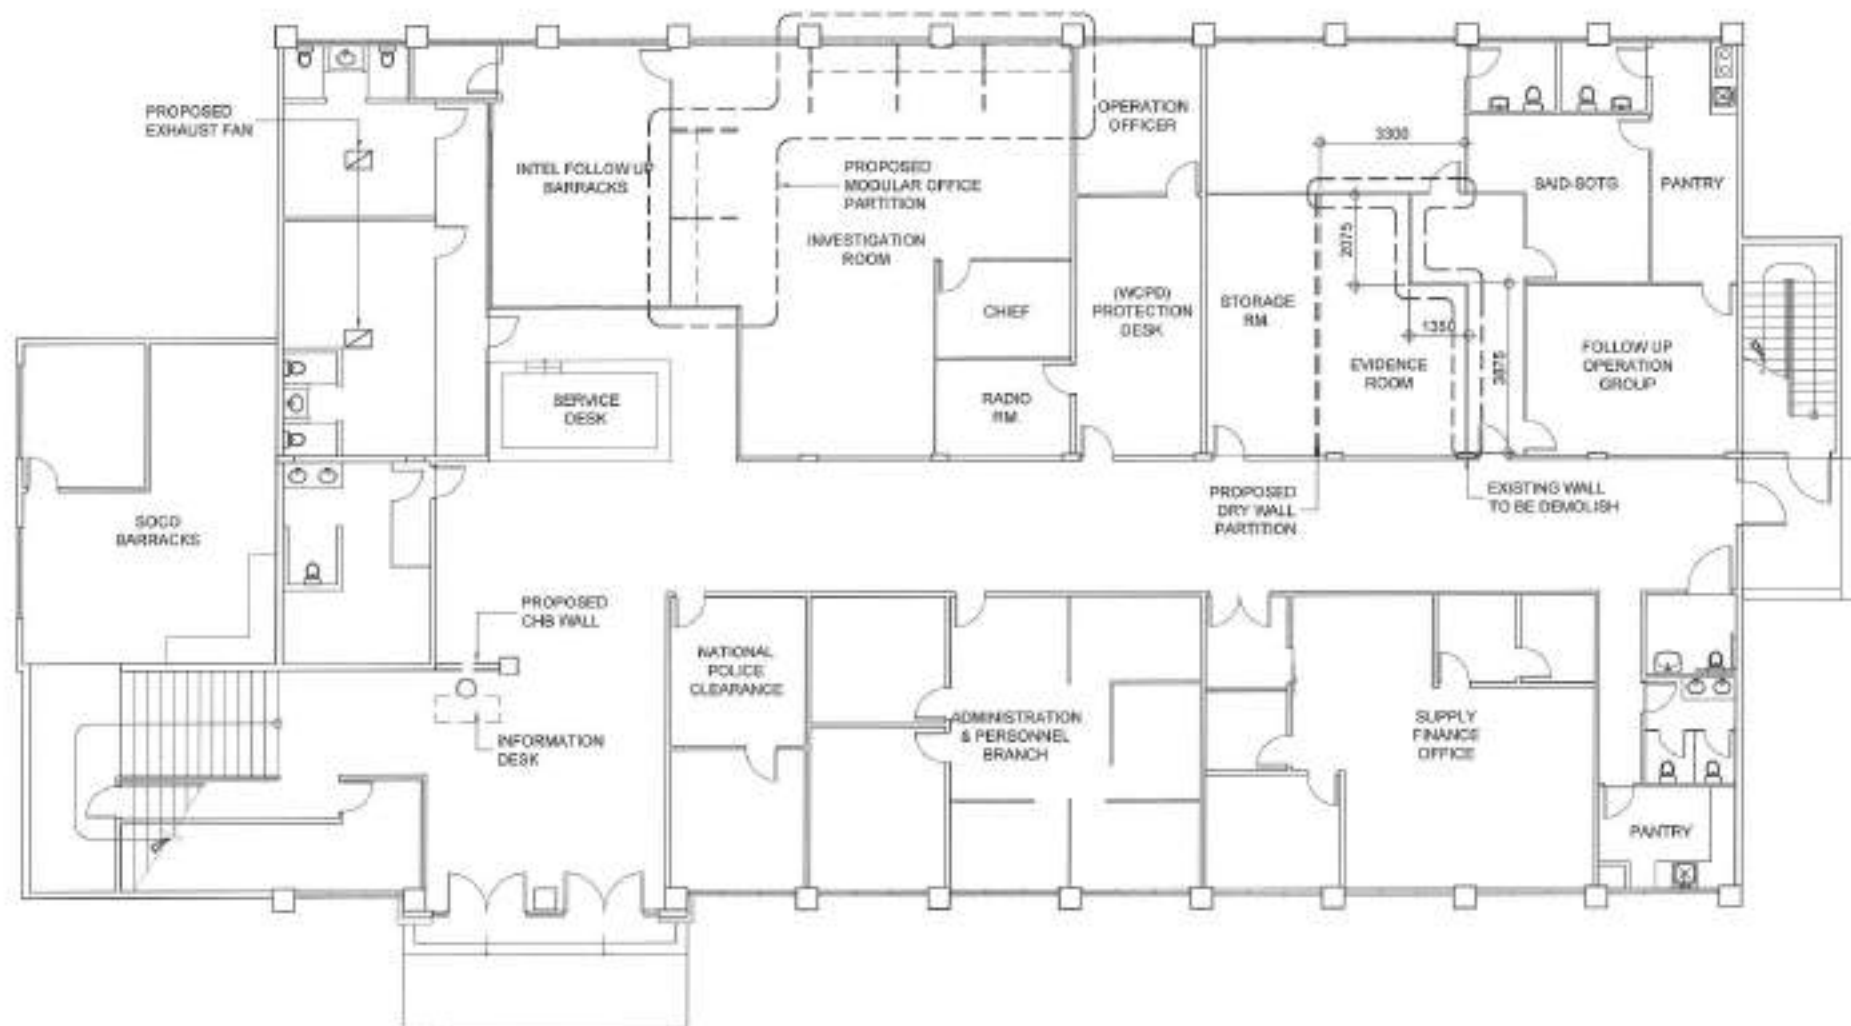 PROPOSED
EXHAUST FAN
INTEL FOLLOW UP
BARRACKS
PROPOSED
MODULAR OFFICE
PARTITION
INVESTIGATION
ROOM
OPERATION
OFFICER
3300
SAID-SOTG
PANTRY
2075
(WCPD)
PROTECTION
DESK
STORAGE
RM
CHIEF
1350
3875
EVIDENCE
ROOM
FOLLOW UP
OPERATION
GROUP
SERVICE
DESK
RADIO
RM
SOCO
BARRACKS
PROPOSED
DRY WALL
PARTITION
EXISTING WALL
TO BE DEMOLISH
PROPOSED
CHB WALL
NATIONAL
POLICE
CLEARANCE
INFORMATION
DESK
ADMINISTRATION
& PERSONNEL
BRANCH
SUPPLY
FINANCE
OFFICE
PANTRY